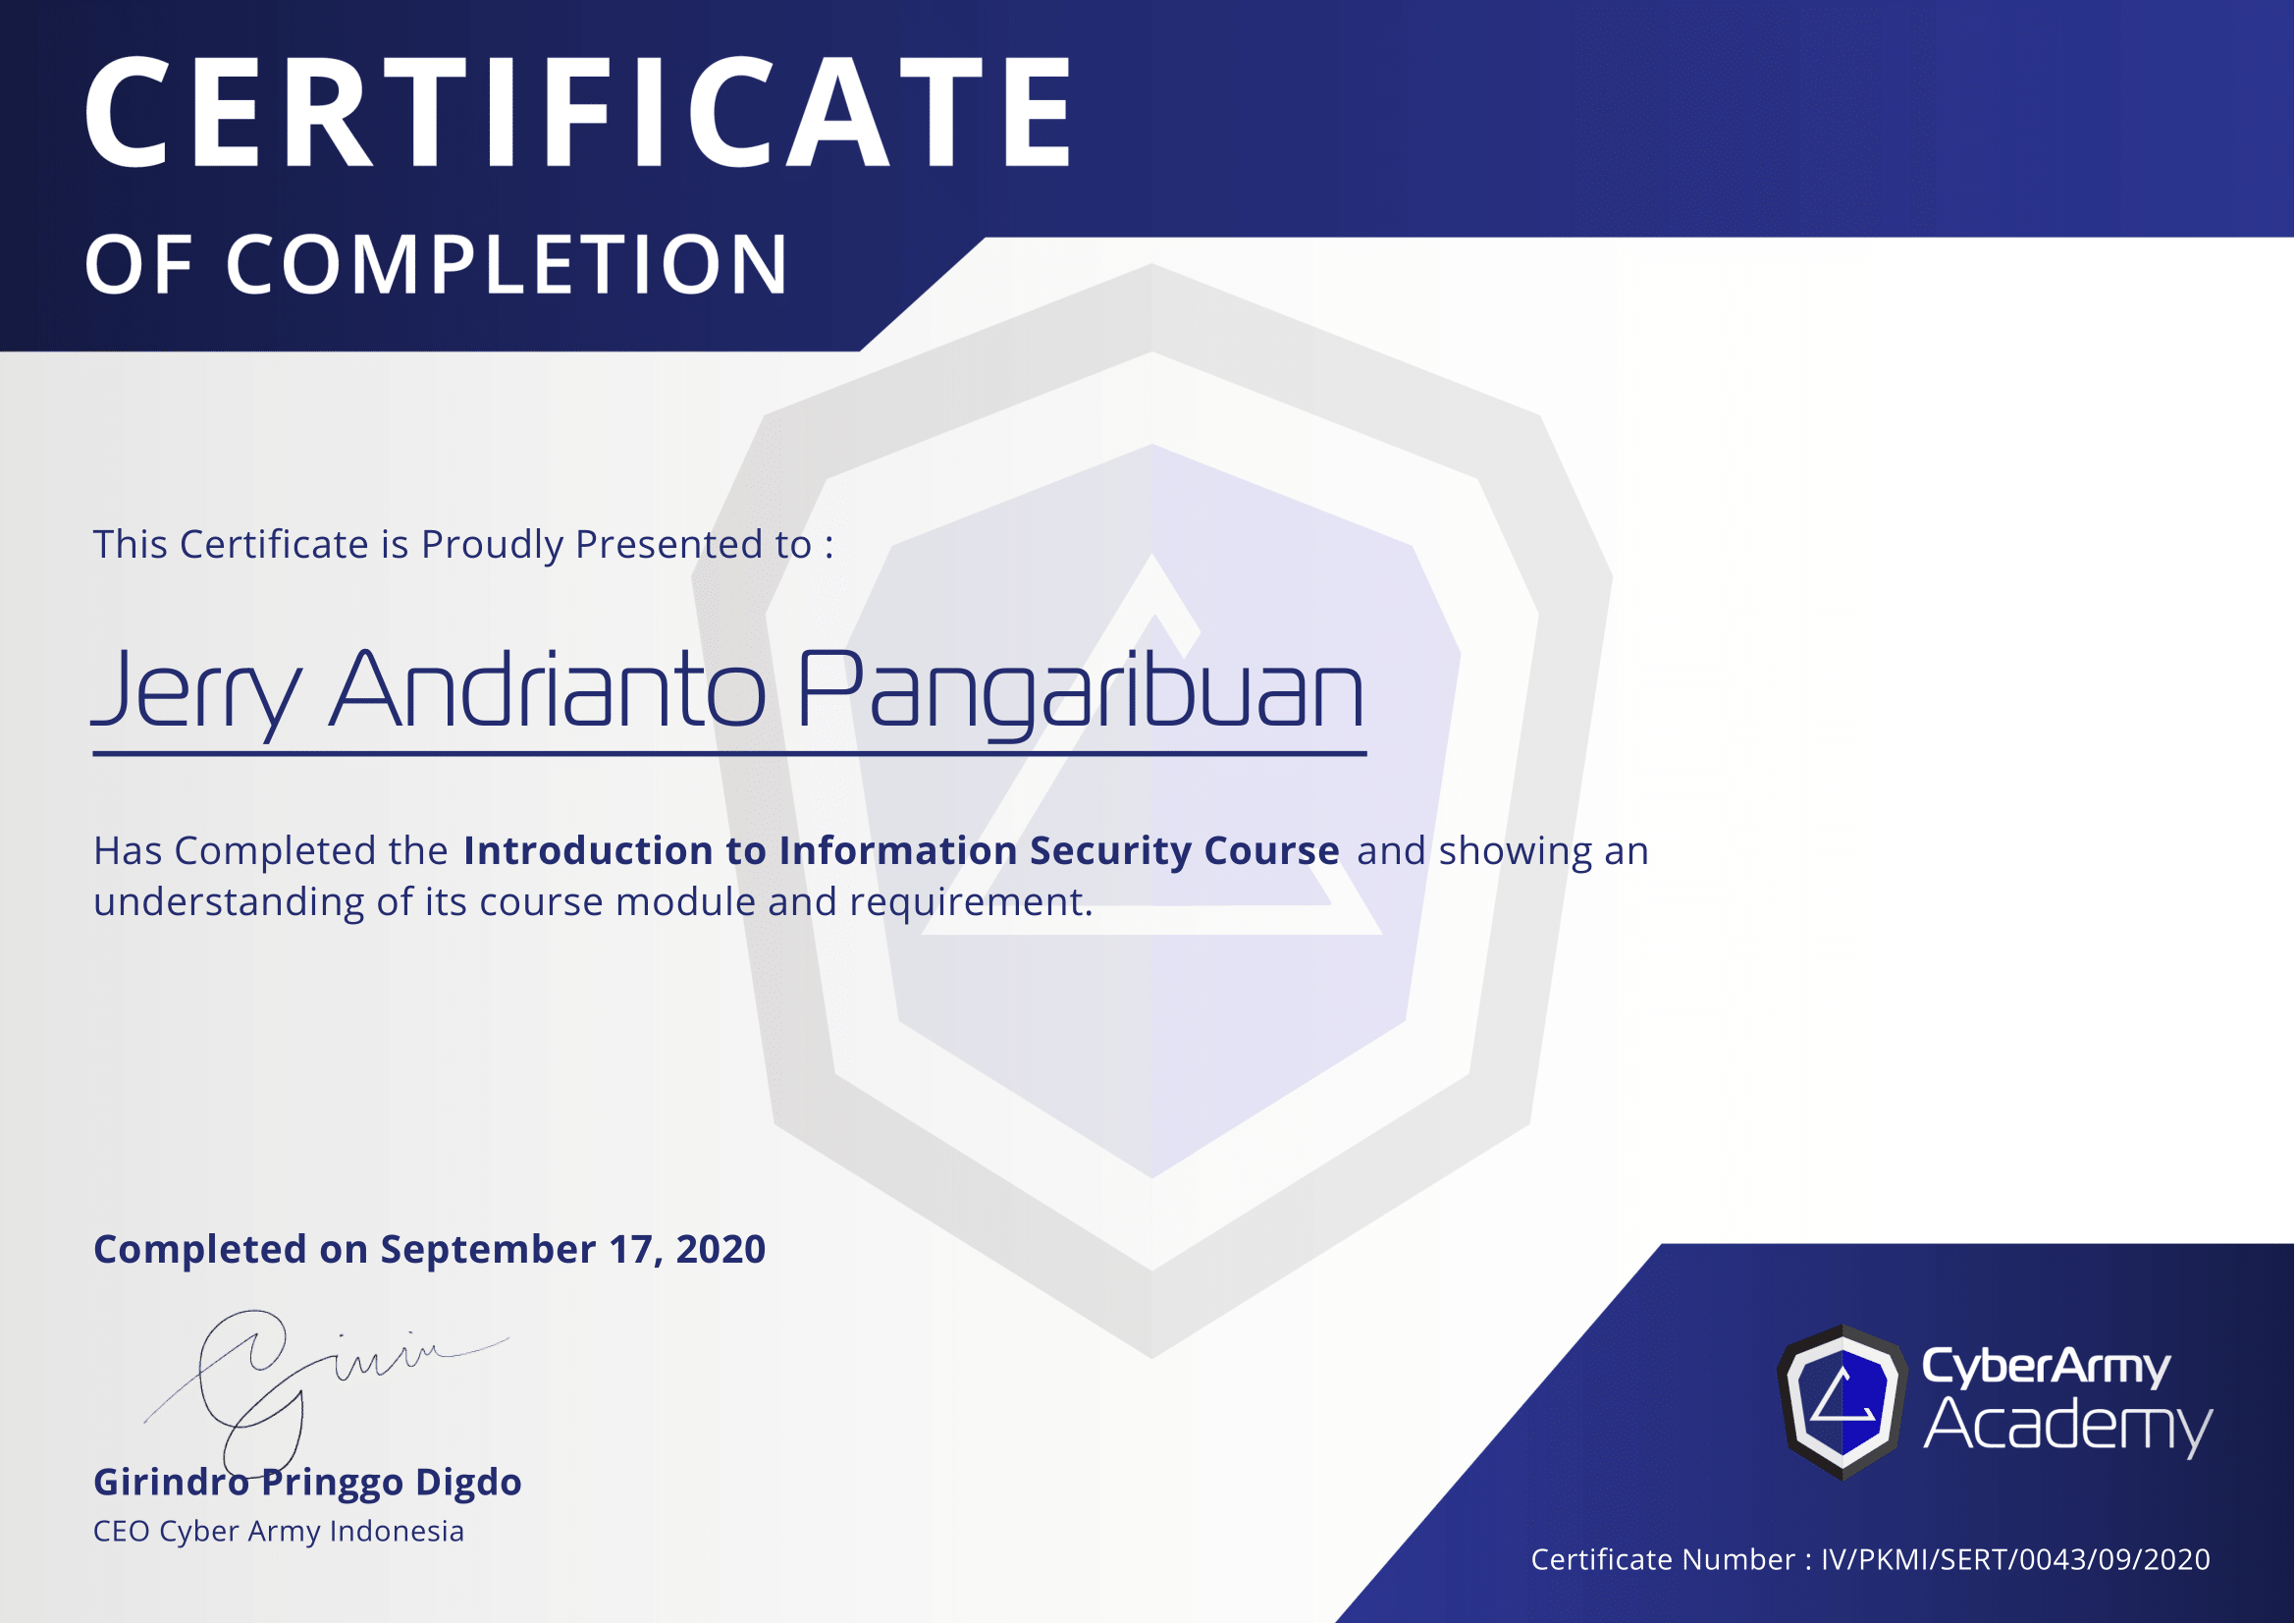 CERTIFICATE
OF COMPLETION
This Certificate is Proudly Presented to :
Jerry Andrianto Pangaribuan
Has Completed the Introduction to Information Security Course and showing an
understanding of its course module and requirement.
Completed on September 17, 2020
Girindro Pringgo Digdo
CEO Cyber Army Indonesia
CyberArmy
Academy
Certificate Number : IV/PKMI/SERT/0043/09/2020